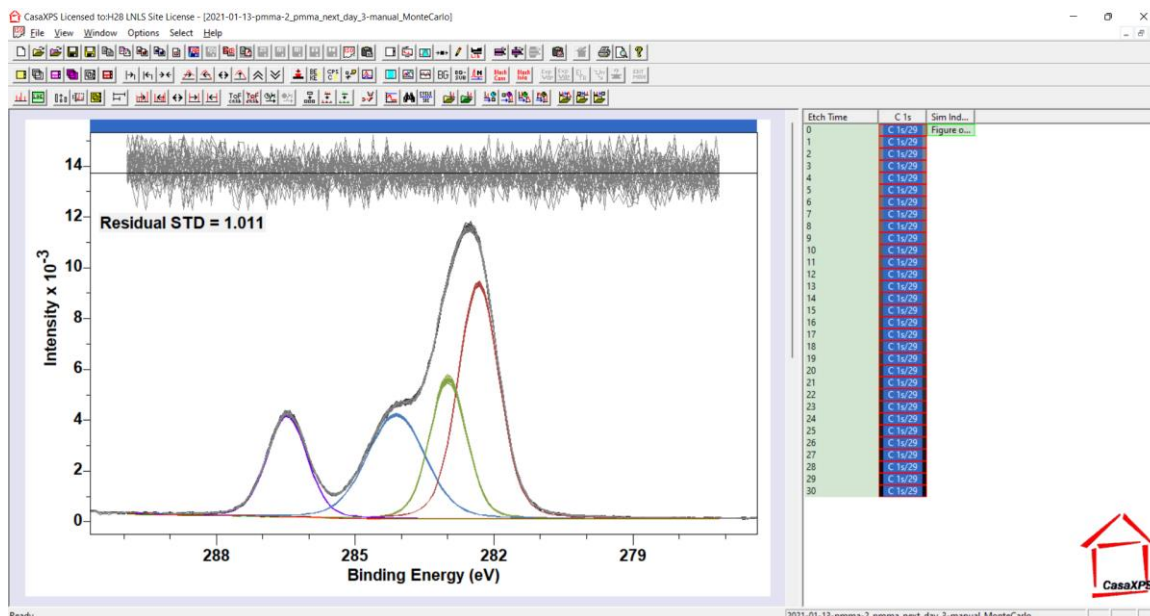 CasaXPS Licensed to:H28 LNLS Site License - [2021-01-13-pmma-2_pmma_next_day_3-manual_MonteCarlo]
File View Window Options Select Help
BE
KE
CPS
C
BG
Residual STD = 1.011
Intensity x 10-3
14
12
10
8
6
4
2
0
288 285 282 279
Binding Energy (eV)
Etch Time C 1s Sim Ind...
0 C 1s/29 Figure o...
1 C 1s/29
2 C 1s/29
3 C 1s/29
4 C 1s/29
5 C 1s/29
6 C 1s/29
7 C 1s/29
8 C 1s/29
9 C 1s/29
10 C 1s/29
11 C 1s/29
12 C 1s/29
13 C 1s/29
14 C 1s/29
15 C 1s/29
16 C 1s/29
17 C 1s/29
18 C 1s/29
19 C 1s/29
20 C 1s/29
21 C 1s/29
22 C 1s/29
23 C 1s/29
24 C 1s/29
25 C 1s/29
26 C 1s/29
27 C 1s/29
28 C 1s/29
29 C 1s/29
30 C 1s/29
CasaXPS
Ready
2021-01-13-pmma-2_pmma_next_day_3-manual_MonteCarlo